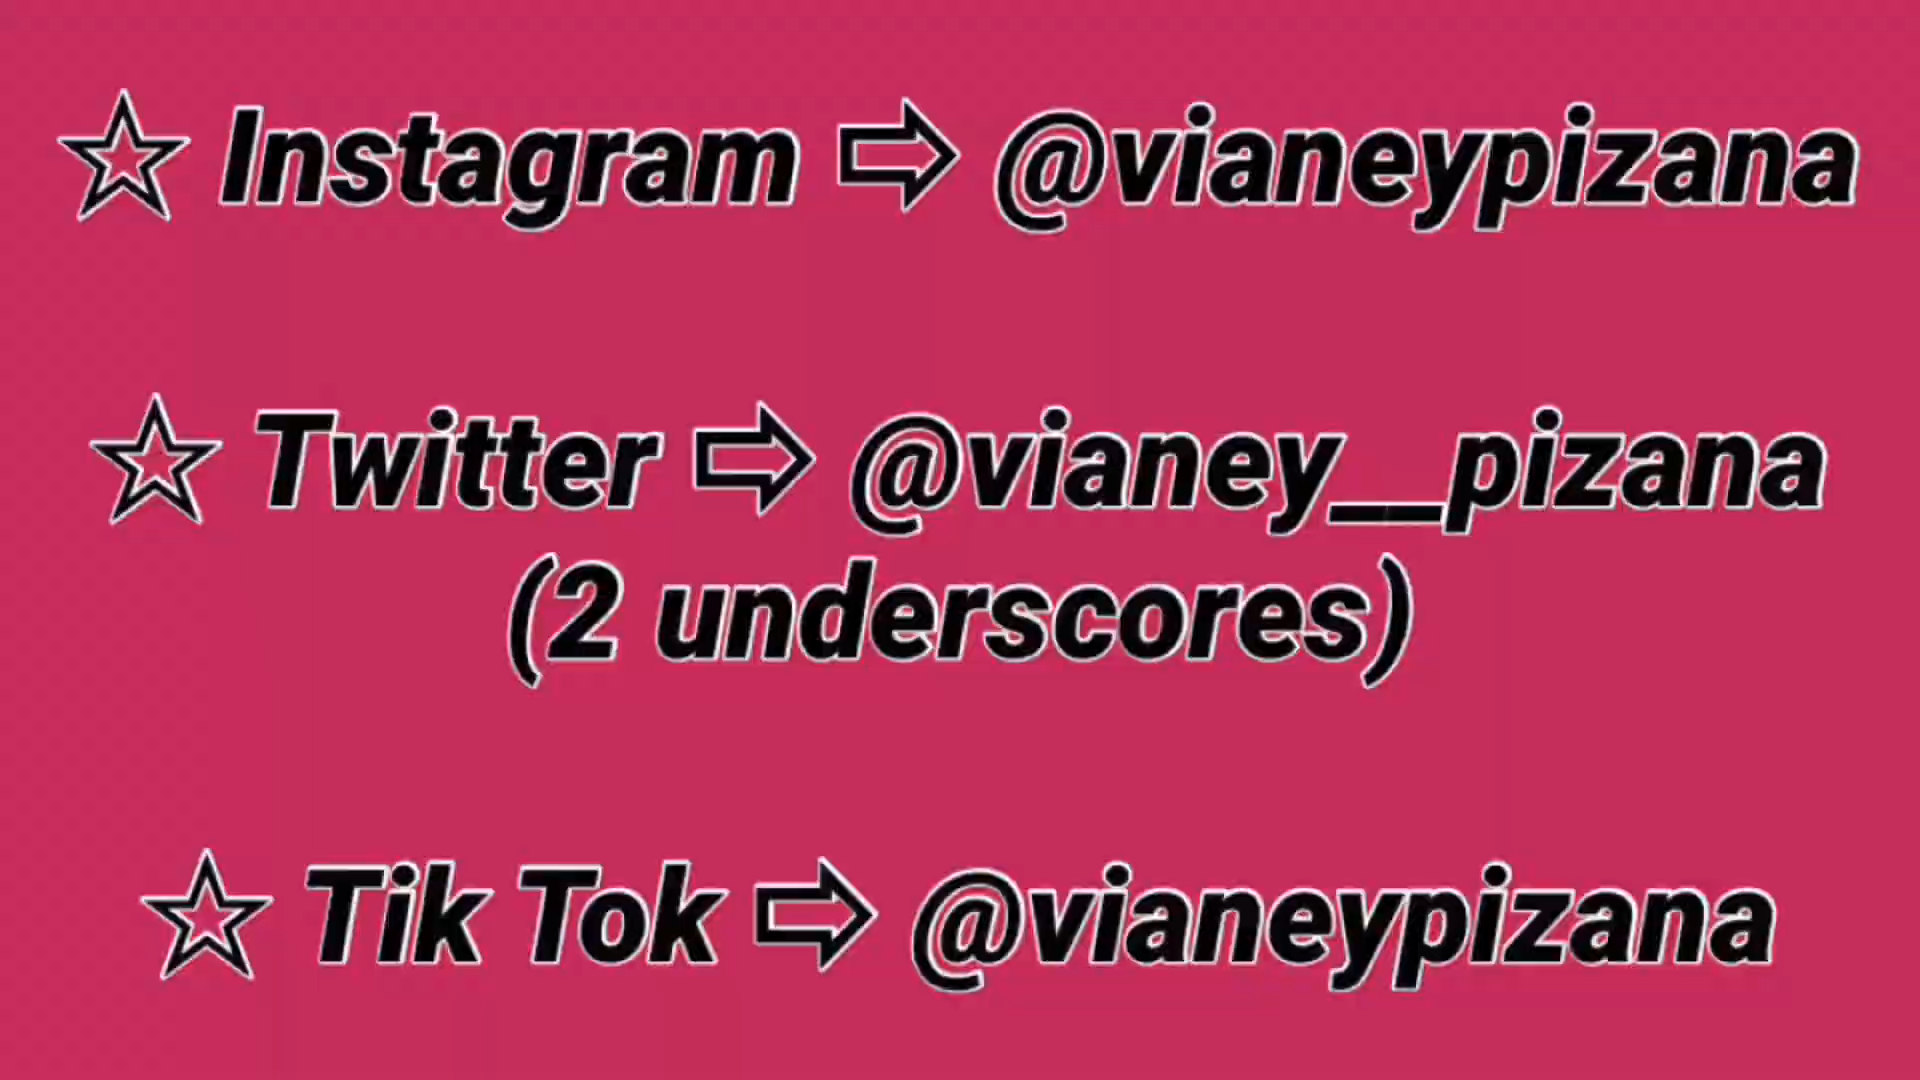 ☆ Instagram ⇨ @vianeypizana
☆ Twitter ⇨ @vianey__pizana
(2 underscores)
☆ Tik Tok ⇨ @vianeypizana